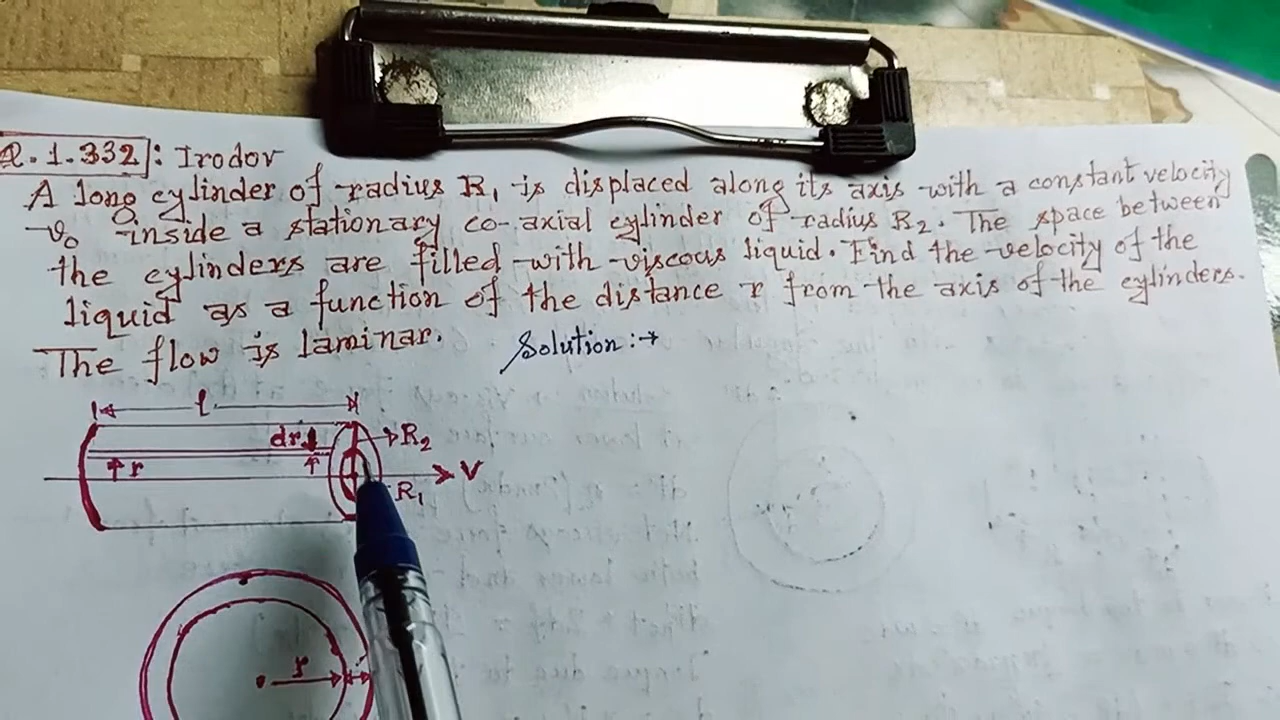 Q.1.332: Irodov
A long cylinder of radius R₁ is displaced along its axis with a constant velocity
v₀ inside a stationary co-axial cylinder of radius R₂. The space between
the cylinders are filled with viscous liquid. Find the velocity of the
liquid as a function of the distance r from the axis of the cylinders.
The flow is laminar. Solution:→
l
dr R₂
r V
R₁
r